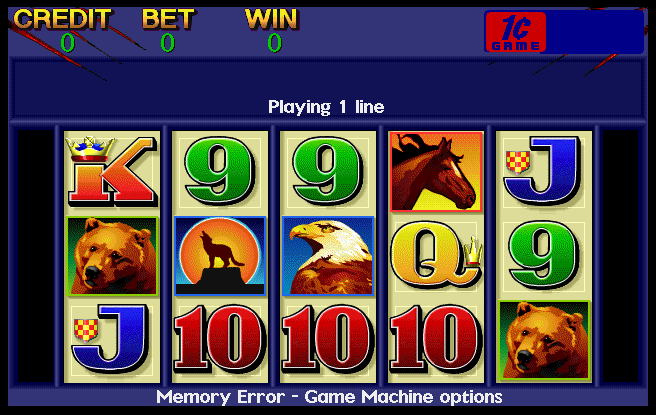 CREDIT BET WIN
0 0 0
1¢
GAME
Playing 1 line
K 9 9 J
Q 9
J 10 10 10
Memory Error - Game Machine options